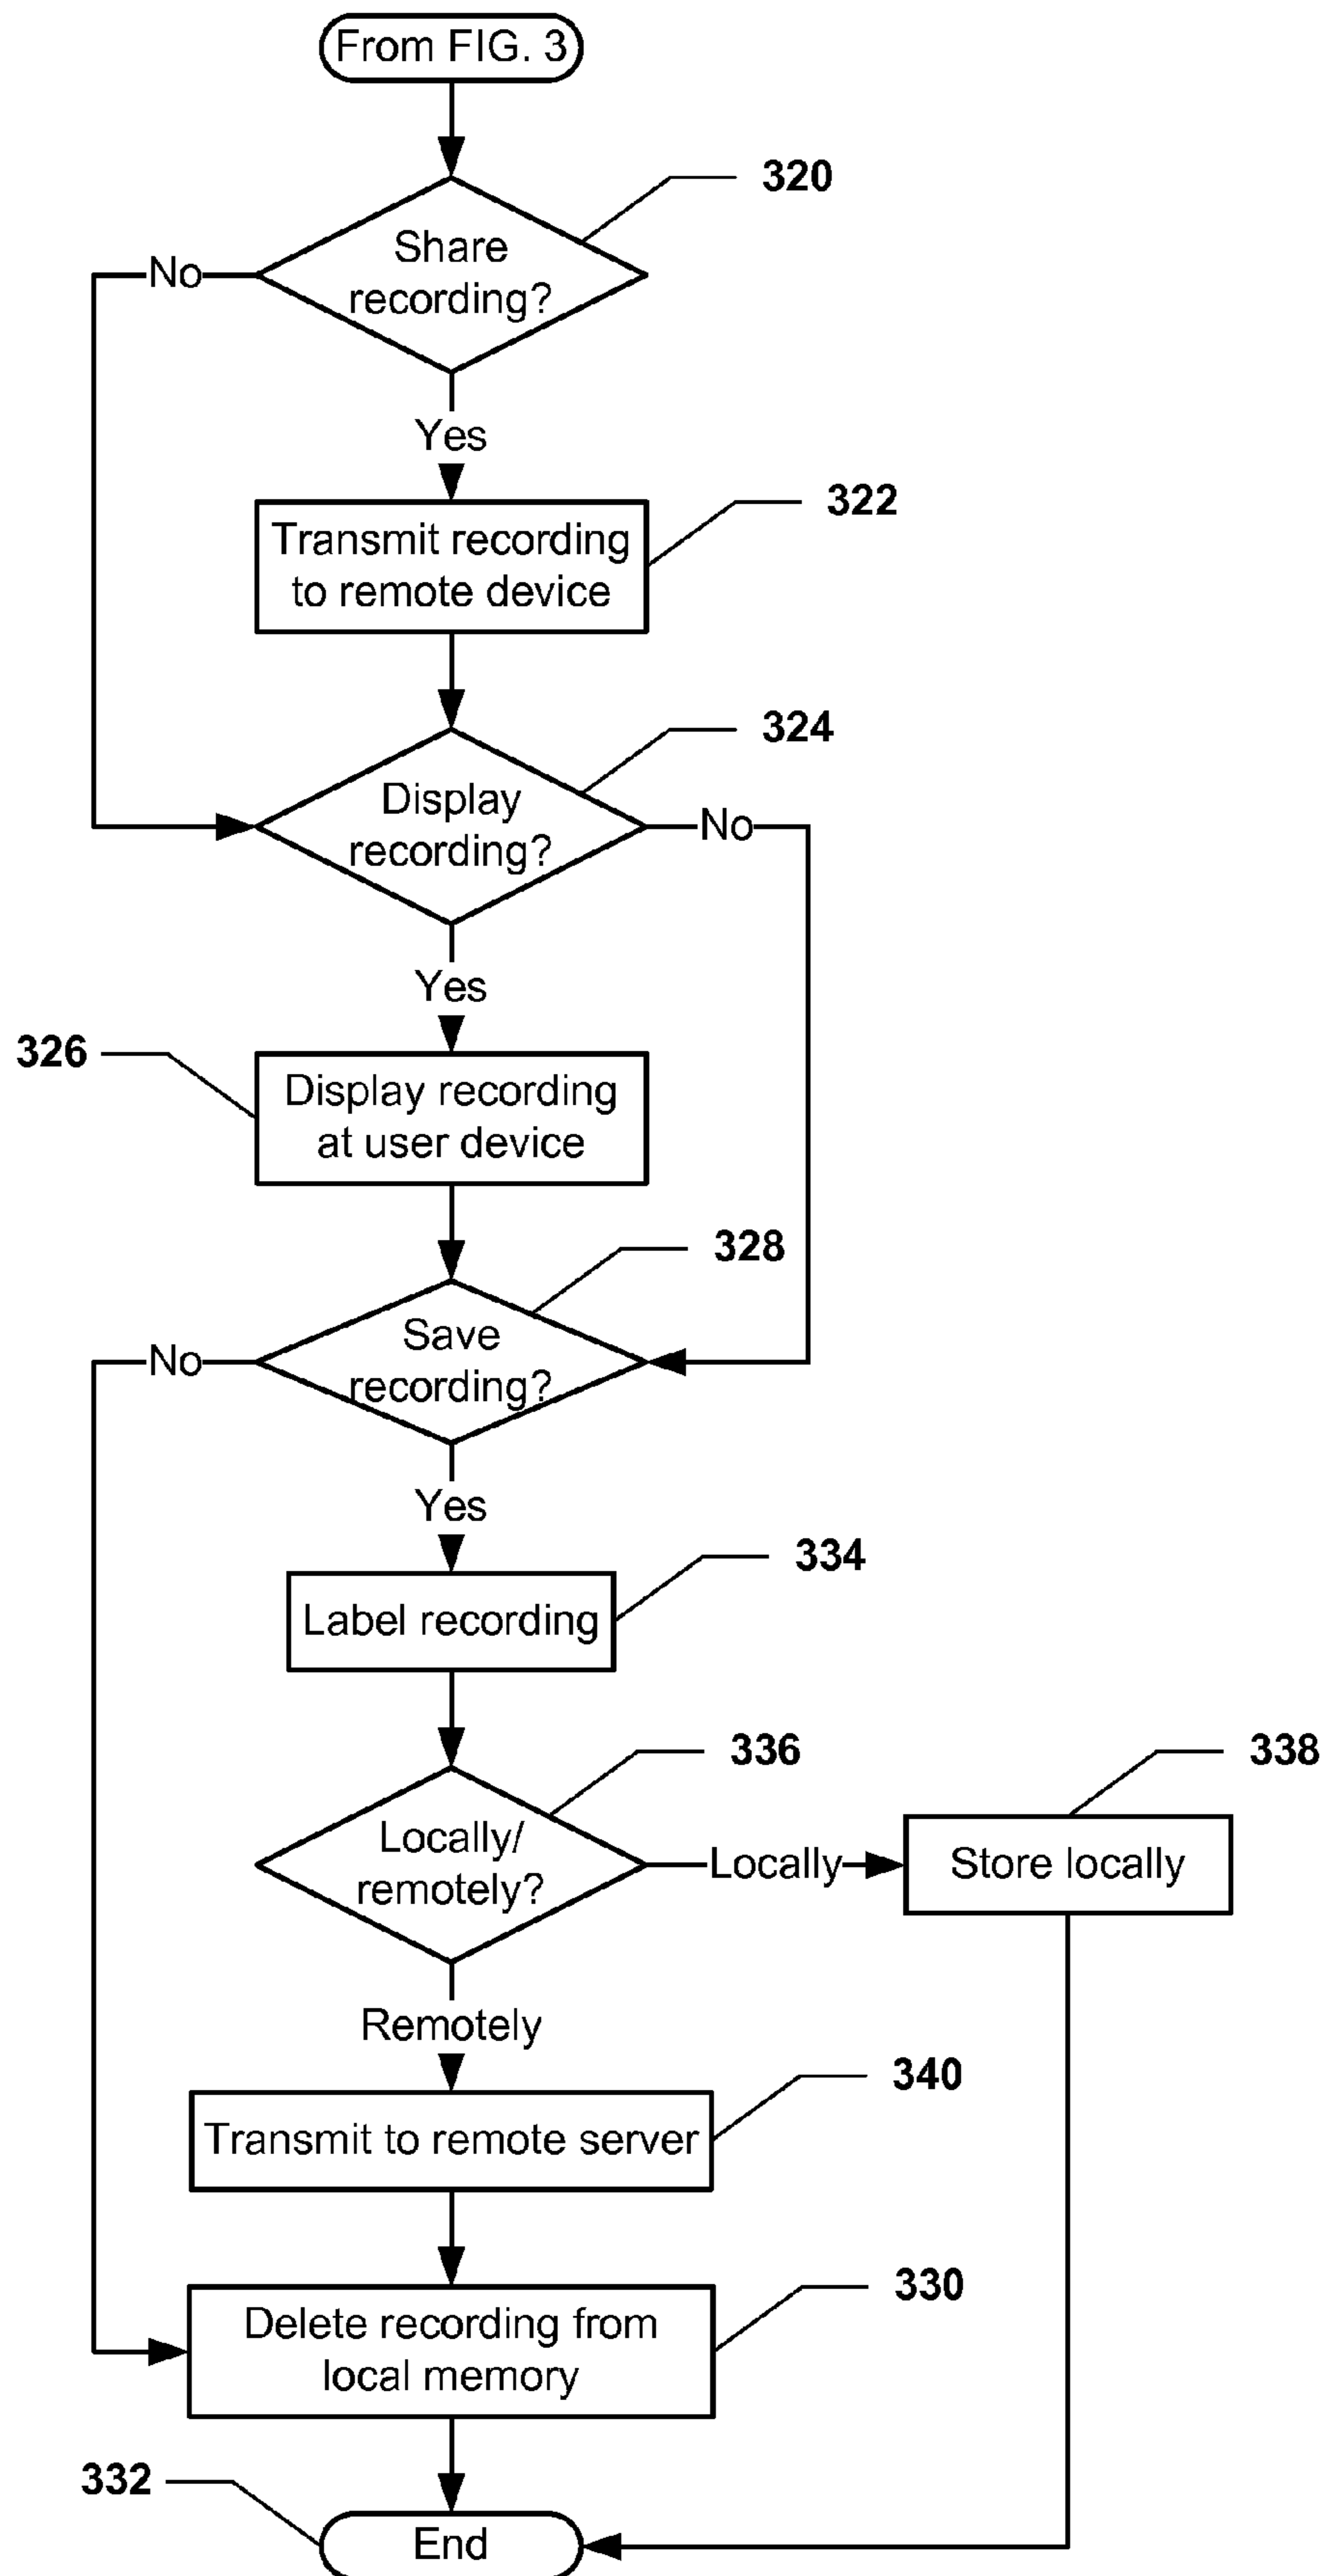 From FIG. 3
320
Share
recording?
No
Yes
322
Transmit recording
to remote device
324
Display
recording?
No
Yes
326
Display recording
at user device
328
Save
recording?
No
Yes
334
Label recording
336
338
Locally/
remotely?
Locally
Store locally
Remotely
340
Transmit to remote server
330
Delete recording from
local memory
332
End